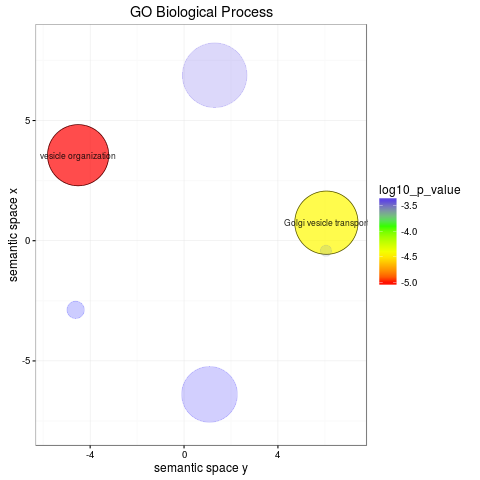 GO Biological Process
5
0
-5
semantic space x
vesicle organization
Golgi vesicle transport
-4
0
4
semantic space y
log10_p_value
-3.5
-4.0
-4.5
-5.0